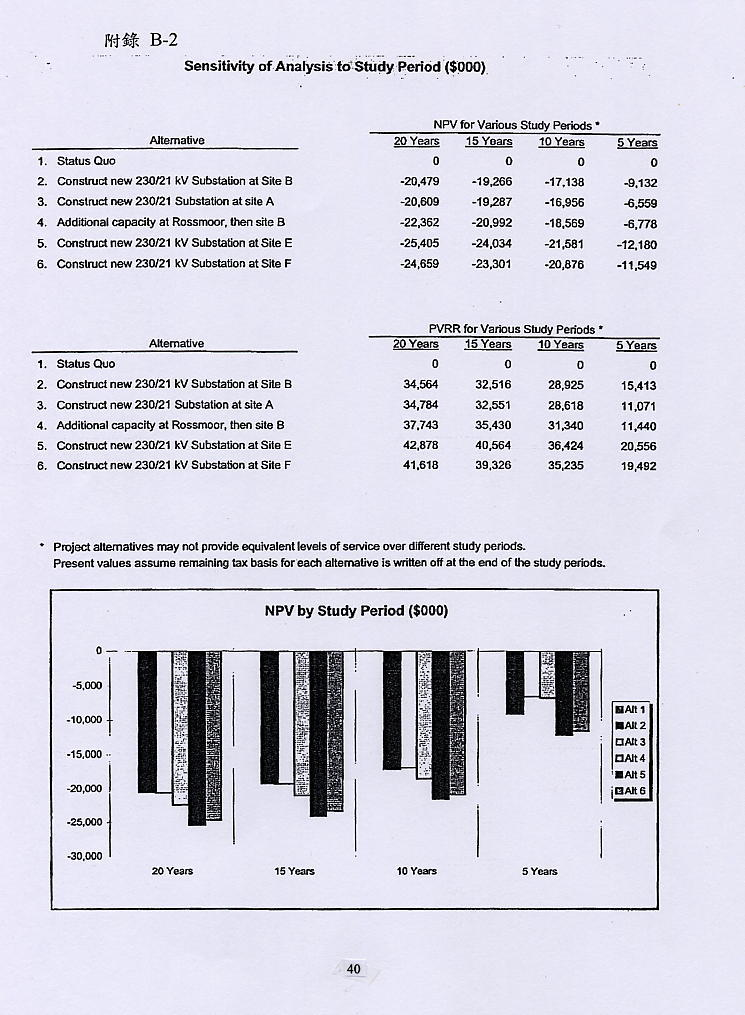 附錄 B-2
Sensitivity of Analysis to Study Period ($000)
NPV for Various Study Periods *
Alternative 20 Years 15 Years 10 Years 5 Years
1. Status Quo 0 0 0 0
2. Construct new 230/21 kV Substation at Site B -20,479 -19,266 -17,138 -9,132
3. Construct new 230/21 Substation at site A -20,609 -19,287 -16,956 -6,559
4. Additional capacity at Rossmoor, then site B -22,362 -20,992 -18,569 -6,778
5. Construct new 230/21 kV Substation at Site E -25,405 -24,034 -21,581 -12,180
6. Construct new 230/21 kV Substation at Site F -24,659 -23,301 -20,876 -11,549
PVRR for Various Study Periods *
Alternative 20 Years 15 Years 10 Years 5 Years
1. Status Quo 0 0 0 0
2. Construct new 230/21 kV Substation at Site B 34,564 32,516 28,925 15,413
3. Construct new 230/21 Substation at site A 34,784 32,551 28,618 11,071
4. Additional capacity at Rossmoor, then site B 37,743 35,430 31,340 11,440
5. Construct new 230/21 kV Substation at Site E 42,878 40,564 36,424 20,556
6. Construct new 230/21 kV Substation at Site F 41,618 39,326 35,235 19,492
* Project alternatives may not provide equivalent levels of service over different study periods.
Present values assume remaining tax basis for each alternative is written off at the end of the study periods.
NPV by Study Period ($000)
0
-5,000
-10,000
-15,000
-20,000
-25,000
-30,000
20 Years 15 Years 10 Years 5 Years
Alt 1
Alt 2
Alt 3
Alt 4
Alt 5
Alt 6
40